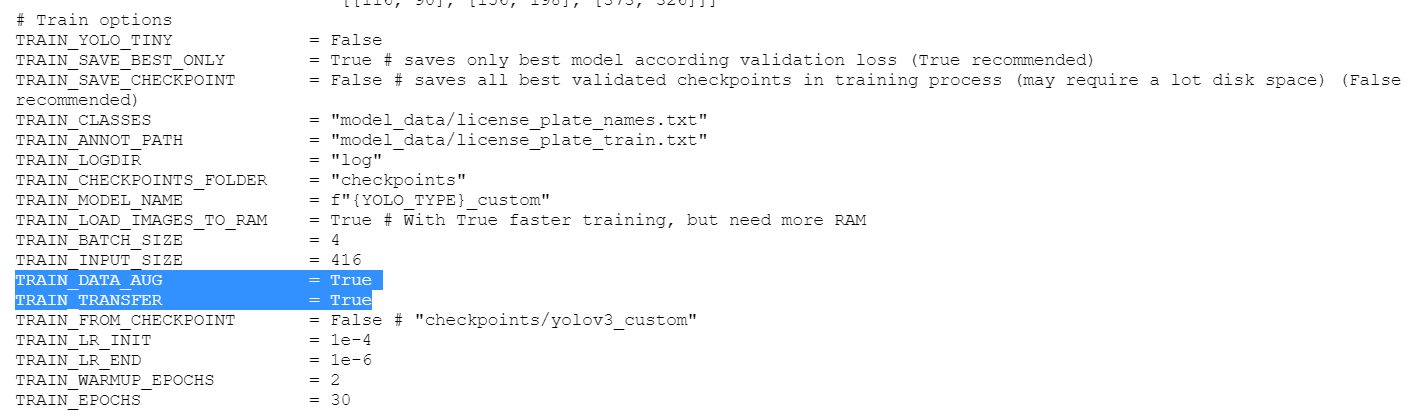 [[116, 90], [156, 198], [373, 326]]]
# Train options
TRAIN_YOLO_TINY = False
TRAIN_SAVE_BEST_ONLY = True # saves only best model according validation loss (True recommended)
TRAIN_SAVE_CHECKPOINT = False # saves all best validated checkpoints in training process (may require a lot disk space) (False
recommended)
TRAIN_CLASSES = "model_data/license_plate_names.txt"
TRAIN_ANNOT_PATH = "model_data/license_plate_train.txt"
TRAIN_LOGDIR = "log"
TRAIN_CHECKPOINTS_FOLDER = "checkpoints"
TRAIN_MODEL_NAME = f"{YOLO_TYPE}_custom"
TRAIN_LOAD_IMAGES_TO_RAM = True # With True faster training, but need more RAM
TRAIN_BATCH_SIZE = 4
TRAIN_INPUT_SIZE = 416
TRAIN_DATA_AUG = True
TRAIN_TRANSFER = True
TRAIN_FROM_CHECKPOINT = False # "checkpoints/yolov3_custom"
TRAIN_LR_INIT = 1e-4
TRAIN_LR_END = 1e-6
TRAIN_WARMUP_EPOCHS = 2
TRAIN_EPOCHS = 30